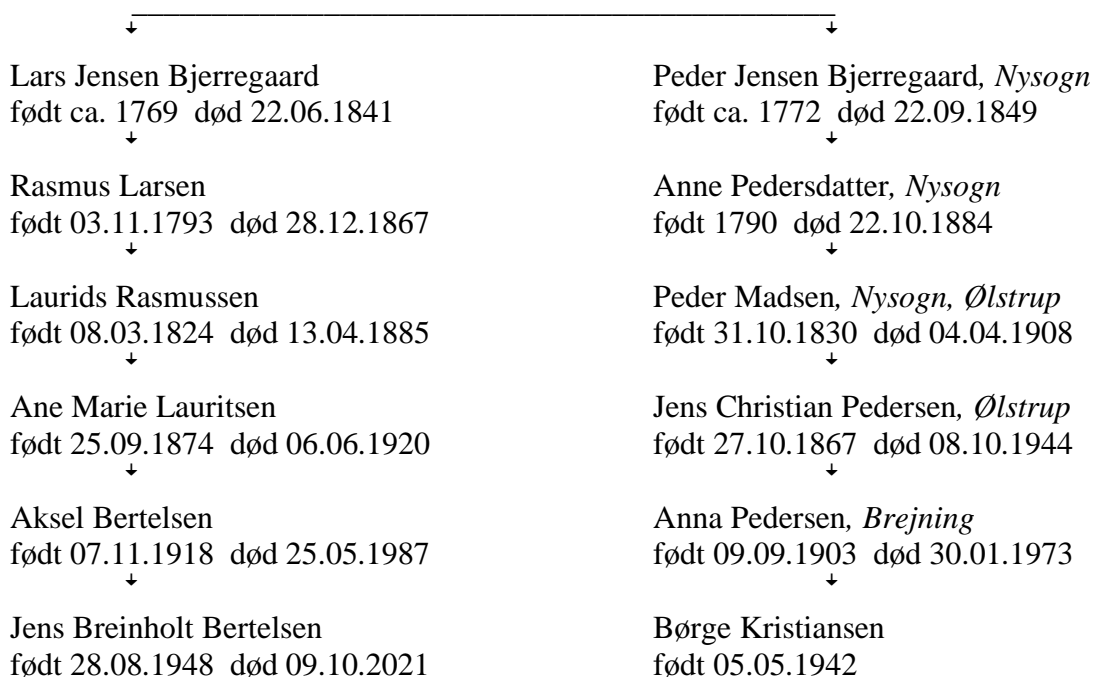 Lars Jensen Bjerregaard
født ca. 1769  død 22.06.1841
Peder Jensen Bjerregaard, Nysogn
født ca. 1772  død 22.09.1849
Rasmus Larsen
født 03.11.1793  død 28.12.1867
Anne Pedersdatter, Nysogn
født 1790  død 22.10.1884
Laurids Rasmussen
født 08.03.1824  død 13.04.1885
Peder Madsen, Nysogn, Ølstrup
født 31.10.1830  død 04.04.1908
Ane Marie Lauritsen
født 25.09.1874  død 06.06.1920
Jens Christian Pedersen, Ølstrup
født 27.10.1867  død 08.10.1944
Aksel Bertelsen
født 07.11.1918  død 25.05.1987
Anna Pedersen, Brejning
født 09.09.1903  død 30.01.1973
Jens Breinholt Bertelsen
født 28.08.1948  død 09.10.2021
Børge Kristiansen
født 05.05.1942